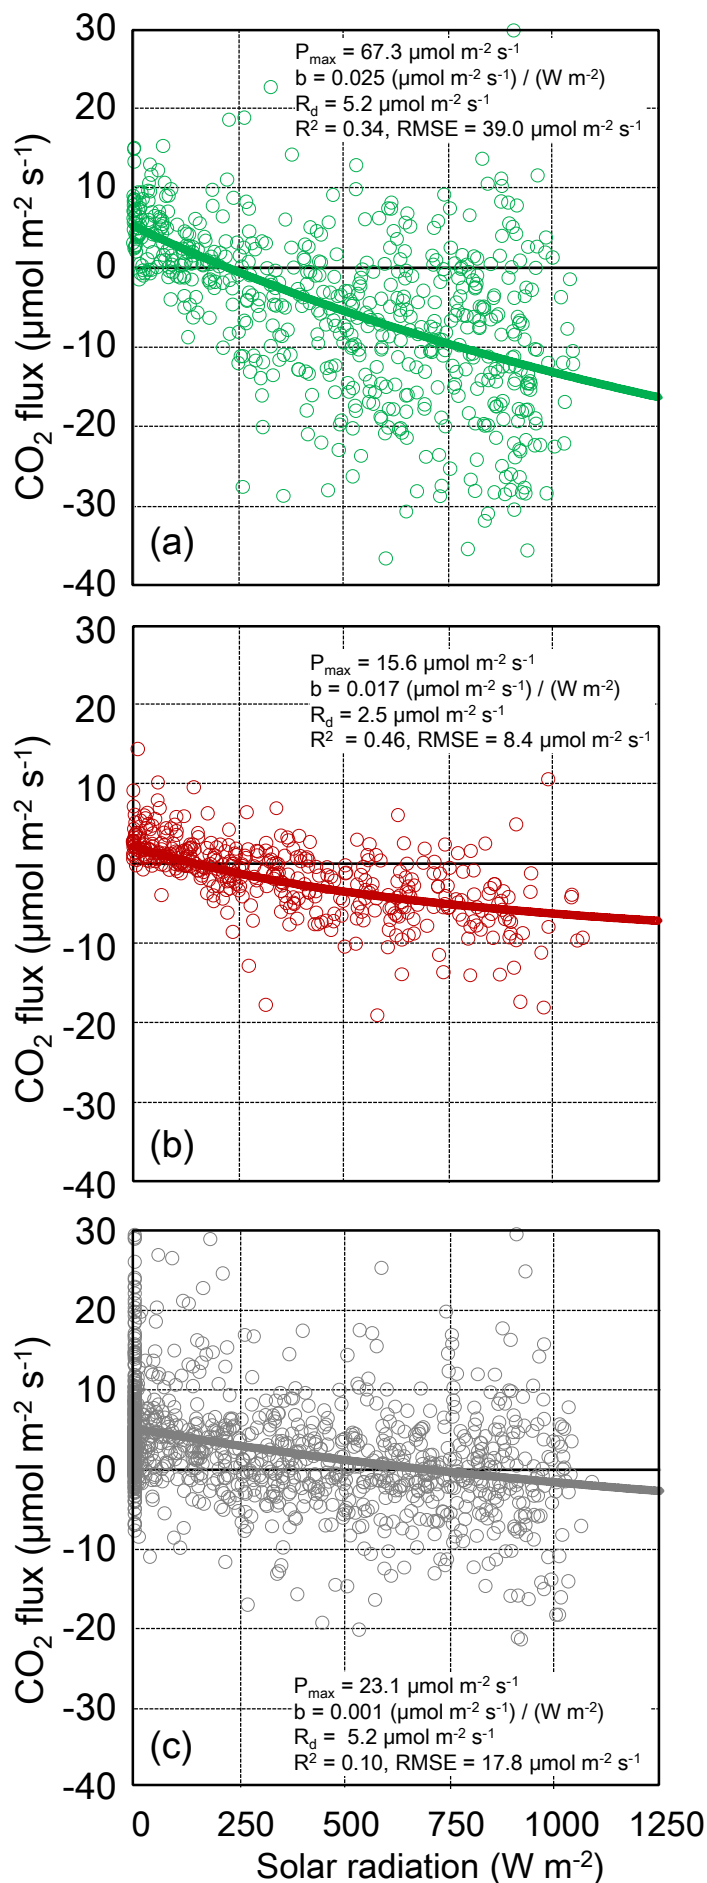 30
20
10
0
-10
-20
-30
-40
CO₂ flux (µmol m⁻² s⁻¹)
Pmax = 67.3 µmol m⁻² s⁻¹
b = 0.025 (µmol m⁻² s⁻¹) / (W m⁻²)
Rd = 5.2 µmol m⁻² s⁻¹
R² = 0.34, RMSE = 39.0 µmol m⁻² s⁻¹
(a)
30
20
10
0
-10
-20
-30
-40
CO₂ flux (µmol m⁻² s⁻¹)
Pmax = 15.6 µmol m⁻² s⁻¹
b = 0.017 (µmol m⁻² s⁻¹) / (W m⁻²)
Rd = 2.5 µmol m⁻² s⁻¹
R² = 0.46, RMSE = 8.4 µmol m⁻² s⁻¹
(b)
30
20
10
0
-10
-20
-30
-40
CO₂ flux (µmol m⁻² s⁻¹)
Pmax = 23.1 µmol m⁻² s⁻¹
b = 0.001 (µmol m⁻² s⁻¹) / (W m⁻²)
Rd = 5.2 µmol m⁻² s⁻¹
R² = 0.10, RMSE = 17.8 µmol m⁻² s⁻¹
(c)
0 250 500 750 1000 1250
Solar radiation (W m⁻²)